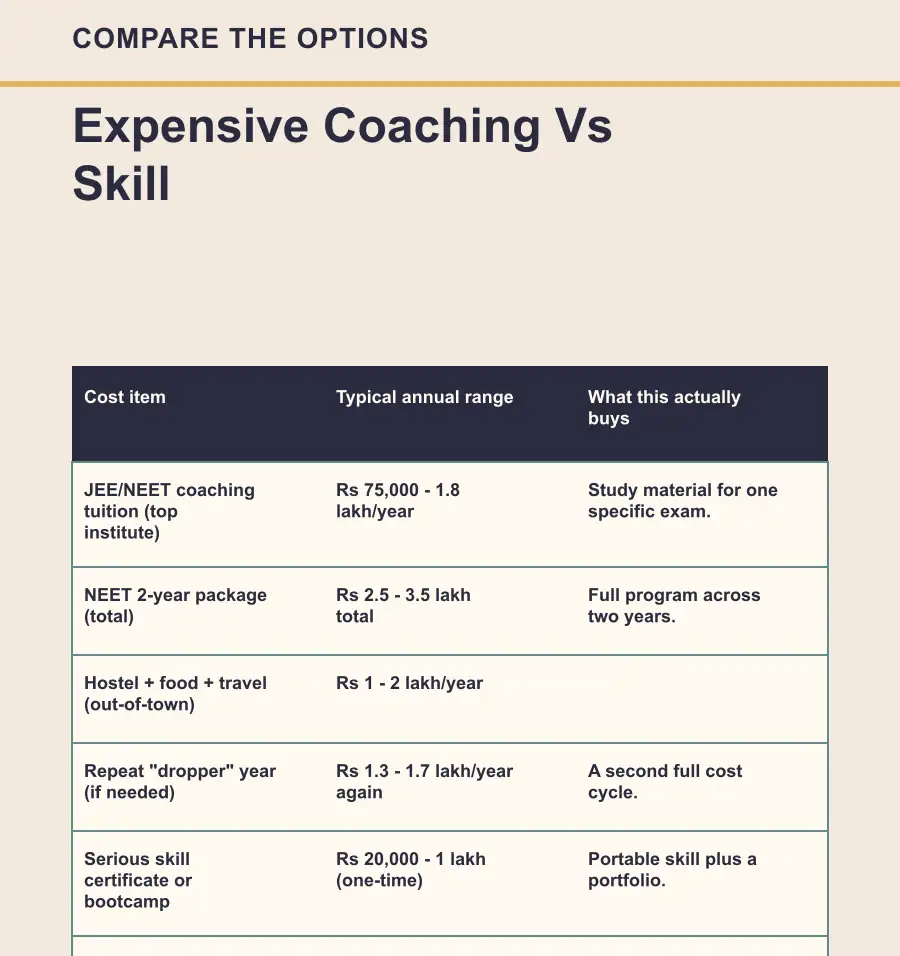 COMPARE THE OPTIONS
Expensive Coaching Vs
Skill
Cost item
Typical annual range
What this actually
buys
JEE/NEET coaching
tuition (top
institute)
Rs 75,000 - 1.8
lakh/year
Study material for one
specific exam.
NEET 2-year package
(total)
Rs 2.5 - 3.5 lakh
total
Full program across
two years.
Hostel + food + travel
(out-of-town)
Rs 1 - 2 lakh/year
Repeat "dropper" year
(if needed)
Rs 1.3 - 1.7 lakh/year
again
A second full cost
cycle.
Serious skill
certificate or
bootcamp
Rs 20,000 - 1 lakh
(one-time)
Portable skill plus a
portfolio.